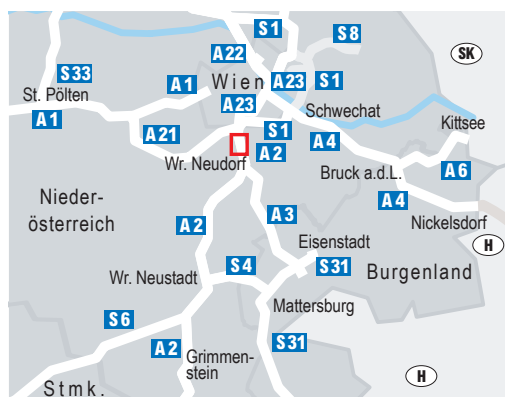 S1
S8
A22
SK
S33
A1
Wien
A23
S1
St. Pölten
A23
Schwechat
A1
S1
Kittsee
A21
A4
A2
Wr. Neudorf
Bruck a.d.L.
A6
Nieder-
österreich
A4
A2
A3
Nickelsdorf
Eisenstadt
H
S4
S31
Burgenland
Wr. Neustadt
Mattersburg
S6
S31
A2
Grimmen-
stein
H
Stmk.